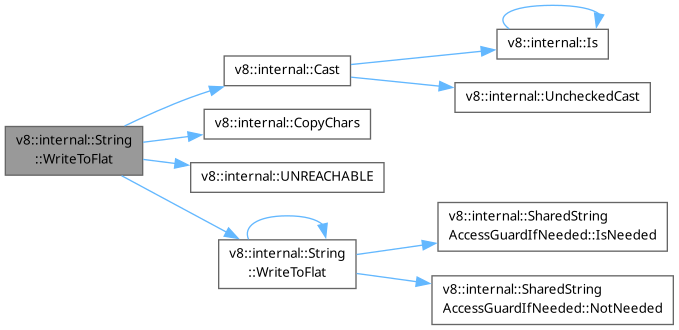 v8::internal::Is
v8::internal::Cast
v8::internal::UncheckedCast
v8::internal::CopyChars
v8::internal::String
::WriteToFlat
v8::internal::UNREACHABLE
v8::internal::SharedString
AccessGuardIfNeeded::IsNeeded
v8::internal::String
::WriteToFlat
v8::internal::SharedString
AccessGuardIfNeeded::NotNeeded